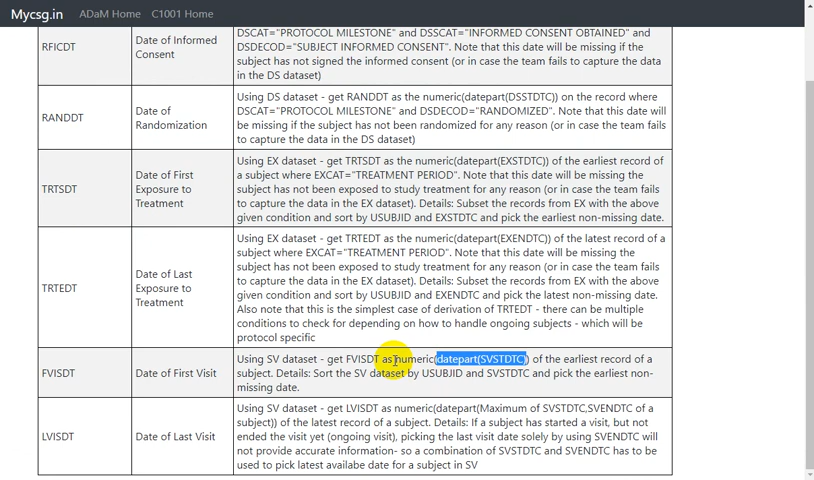 Mycsg.in ADaM Home C1001 Home
RFICDT
Date of Informed
Consent
DSCAT="PROTOCOL MILESTONE" and DSSCAT="INFORMED CONSENT OBTAINED" and
DSDECOD="SUBJECT INFORMED CONSENT". Note that this date will be missing if the
subject has not signed the informed consent (or in case the team fails to capture the data
in the DS dataset)
RANDDT
Date of
Randomization
Using DS dataset - get RANDDT as the numeric(datepart(DSSTDTC) on the record where
DSCAT="PROTOCOL MILESTONE" and DSDECOD="RANDOMIZED". Note that this date will
be missing if the subject has not been randomized for any reason (or in case the team fails
to capture the data in the DS dataset)
TRTSDT
Date of First
Exposure to
Treatment
Using EX dataset - get TRTSDT as the numeric(datepart(EXSTDTC) of the earliest record of
a subject where EXCAT="TREATMENT PERIOD". Note that this date will be missing the
subject has not been exposed to study treatment for any reason (or in case the team fails
to capture the data in the EX dataset). Details: Subset the records from EX with the above
given condition and sort by USUBJID and EXSTDTC and pick the earliest non-missing date.
TRTEDT
Date of Last
Exposure to
Treatment
Using EX dataset - get TRTEDT as the numeric(datepart(EXENDTC) of the latest record of a
subject where EXCAT="TREATMENT PERIOD". Note that this date will be missing the
subject has not been exposed to study treatment for any reason (or in case the team fails
to capture the data in the EX dataset). Details: Subset the records from EX with the above
given condition and sort by USUBJID and EXENDTC and pick the latest non-missing date.
Also note that this is the simplest case of derivation of TRTEDT - there can be multiple
conditions to check for depending on how to handle ongoing subjects - which will be
protocol specific
FVISDT
Date of First Visit
Using SV dataset - get FVISDT as numeric(datepart(SVSTDTC)) of the earliest record of a
subject. Details: Sort the SV dataset by USUBJID and SVSTDTC and pick the earliest non-
missing date.
LVISDT
Date of Last Visit
Using SV dataset - get LVISDT as numeric(datepart(Maximum of SVSTDTC,SVENDTC of a
subject)) of the latest record of a subject. Details: If a subject has started a visit, but not
ended the visit yet (ongoing visit), picking the last visit date solely by using SVENDTC will
not provide accurate information- so a combination of SVSTDTC and SVENDTC has to be
used to pick latest availabe date for a subject in SV